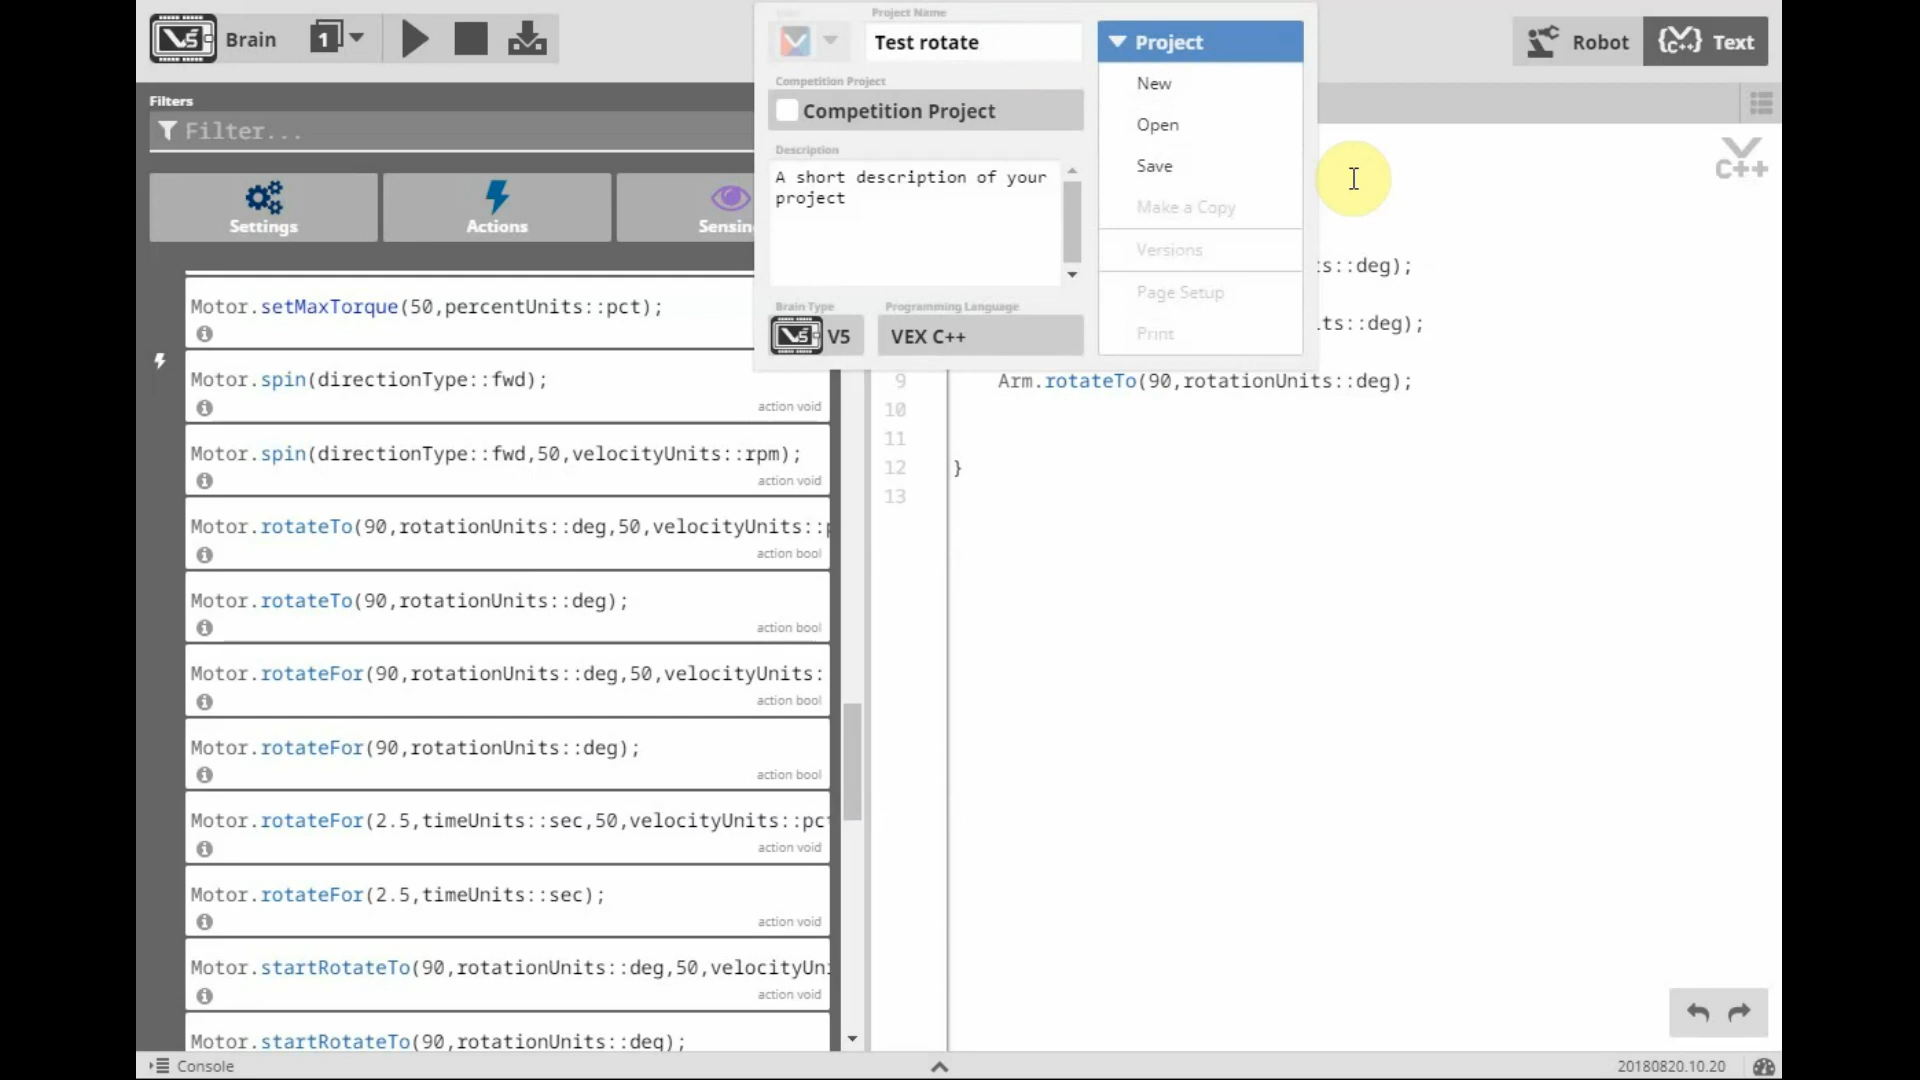 Brain
1
Project Name
Test rotate
Project
Robot
C++
Text
Filters
Filter...
Competition Project
Competition Project
Description
A short description of your
project
New
Open
Save
Make a Copy
Versions
Page Setup
Print
C++
Settings
Actions
Sensin
Brain Type
V5
V5
Programming Language
VEX C++
Motor.setMaxTorque(50,percentUnits::pct);
Motor.spin(directionType::fwd);
action void
Motor.spin(directionType::fwd,50,velocityUnits::rpm);
action void
Motor.rotateTo(90,rotationUnits::deg,50,velocityUnits::p
action bool
Motor.rotateTo(90,rotationUnits::deg);
action bool
Motor.rotateFor(90,rotationUnits::deg,50,velocityUnits:
action bool
Motor.rotateFor(90,rotationUnits::deg);
action bool
Motor.rotateFor(2.5,timeUnits::sec,50,velocityUnits::pct
action void
Motor.rotateFor(2.5,timeUnits::sec);
action void
Motor.startRotateTo(90,rotationUnits::deg,50,velocityUni
action void
Motor.startRotateTo(90,rotationUnits::deg);
s::deg);
ts::deg);
9 Arm.rotateTo(90,rotationUnits::deg);
10
11
12 }
13
Console
20180820.10.20